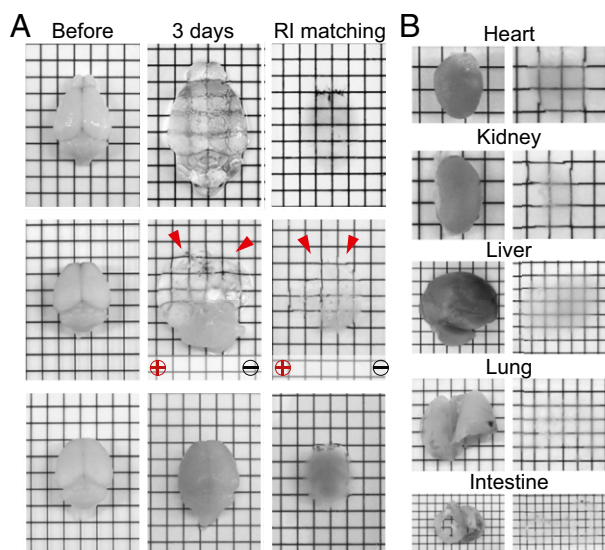 A
Before 3 days RI matching
+ − + −
B
Heart
Kidney
Liver
Lung
Intestine